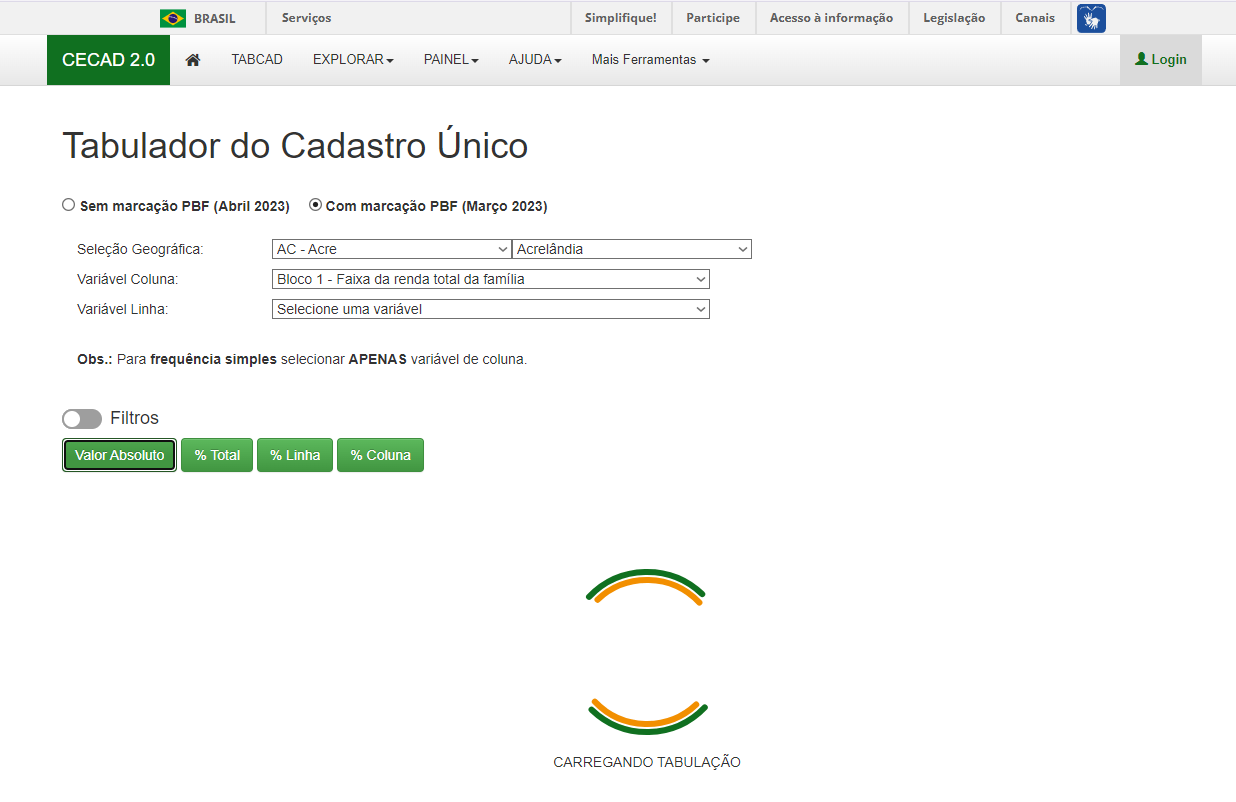 BRASIL Serviços Simplifique! Participe Acesso à informação Legislação Canais
CECAD 2.0 TABCAD EXPLORAR PAINEL AJUDA Mais Ferramentas Login
Tabulador do Cadastro Único
Sem marcação PBF (Abril 2023) Com marcação PBF (Março 2023)
Seleção Geográfica: AC - Acre Acrelândia
Variável Coluna: Bloco 1 - Faixa da renda total da família
Variável Linha: Selecione uma variável
Obs.: Para frequência simples selecionar APENAS variável de coluna.
Filtros
Valor Absoluto % Total % Linha % Coluna
CARREGANDO TABULAÇÃO